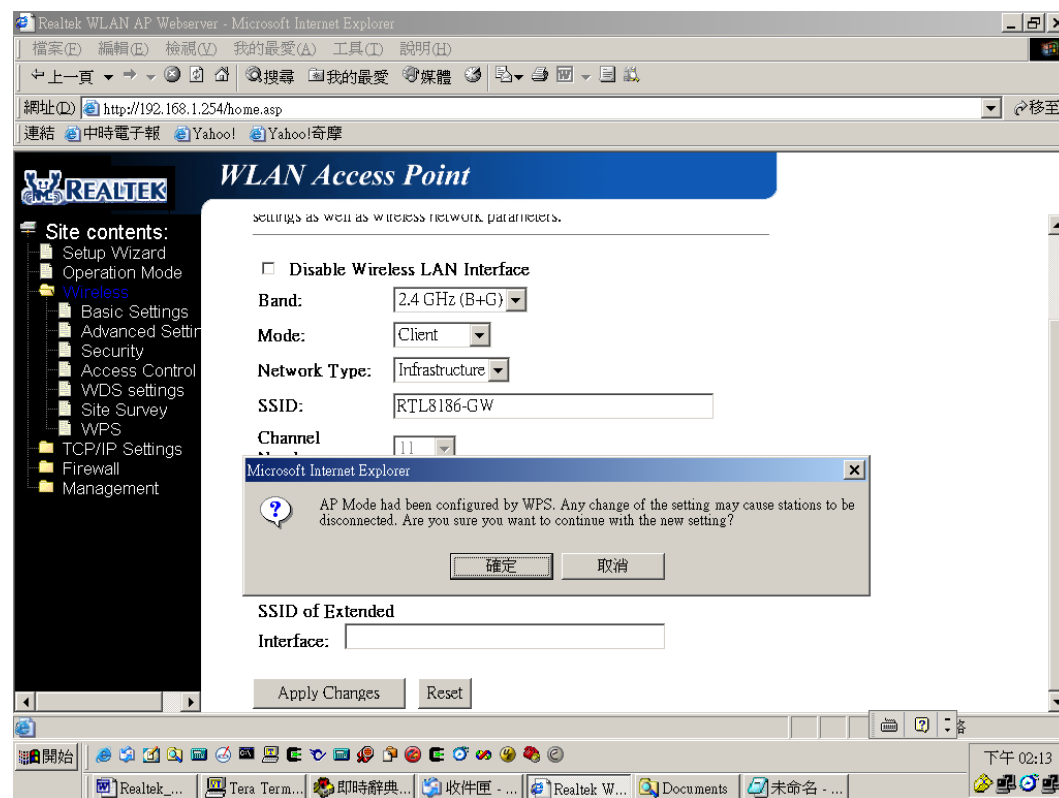 Realtek WLAN AP Webserver - Microsoft Internet Explorer
檔案(F) 編輯(E) 檢視(V) 我的最愛(A) 工具(T) 說明(H)
上一頁 搜尋 我的最愛 媒體
網址(D) http://192.168.1.254/home.asp 移至
連結 中時電子報 Yahoo! Yahoo!奇摩
REALTEK
WLAN Access Point
settings as well as wireless network parameters.
Site contents:
Setup Wizard
Operation Mode
Wireless
Basic Settings
Advanced Settin
Security
Access Control
WDS settings
Site Survey
WPS
TCP/IP Settings
Firewall
Management
Disable Wireless LAN Interface
Band: 2.4 GHz (B+G)
Mode: Client
Network Type: Infrastructure
SSID: RTL8186-GW
Channel
11
Microsoft Internet Explorer
AP Mode had been configured by WPS. Any change of the setting may cause stations to be
disconnected. Are you sure you want to continue with the new setting?
確定 取消
SSID of Extended
Interface:
Apply Changes Reset
開始
下午 02:13
Realtek_... Tera Term... 即時辭典... 收件匣 - ... Realtek W... Documents 未命名 - ...